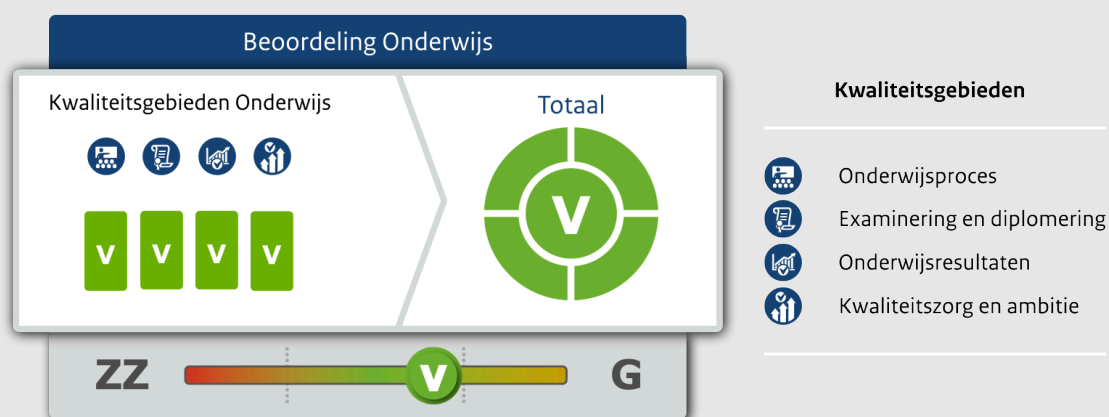 Beoordeling Onderwijs
Kwaliteitsgebieden Onderwijs
V V V V
Totaal
V
ZZ V G
Kwaliteitsgebieden
Onderwijsproces
Examinering en diplomering
Onderwijsresultaten
Kwaliteitszorg en ambitie